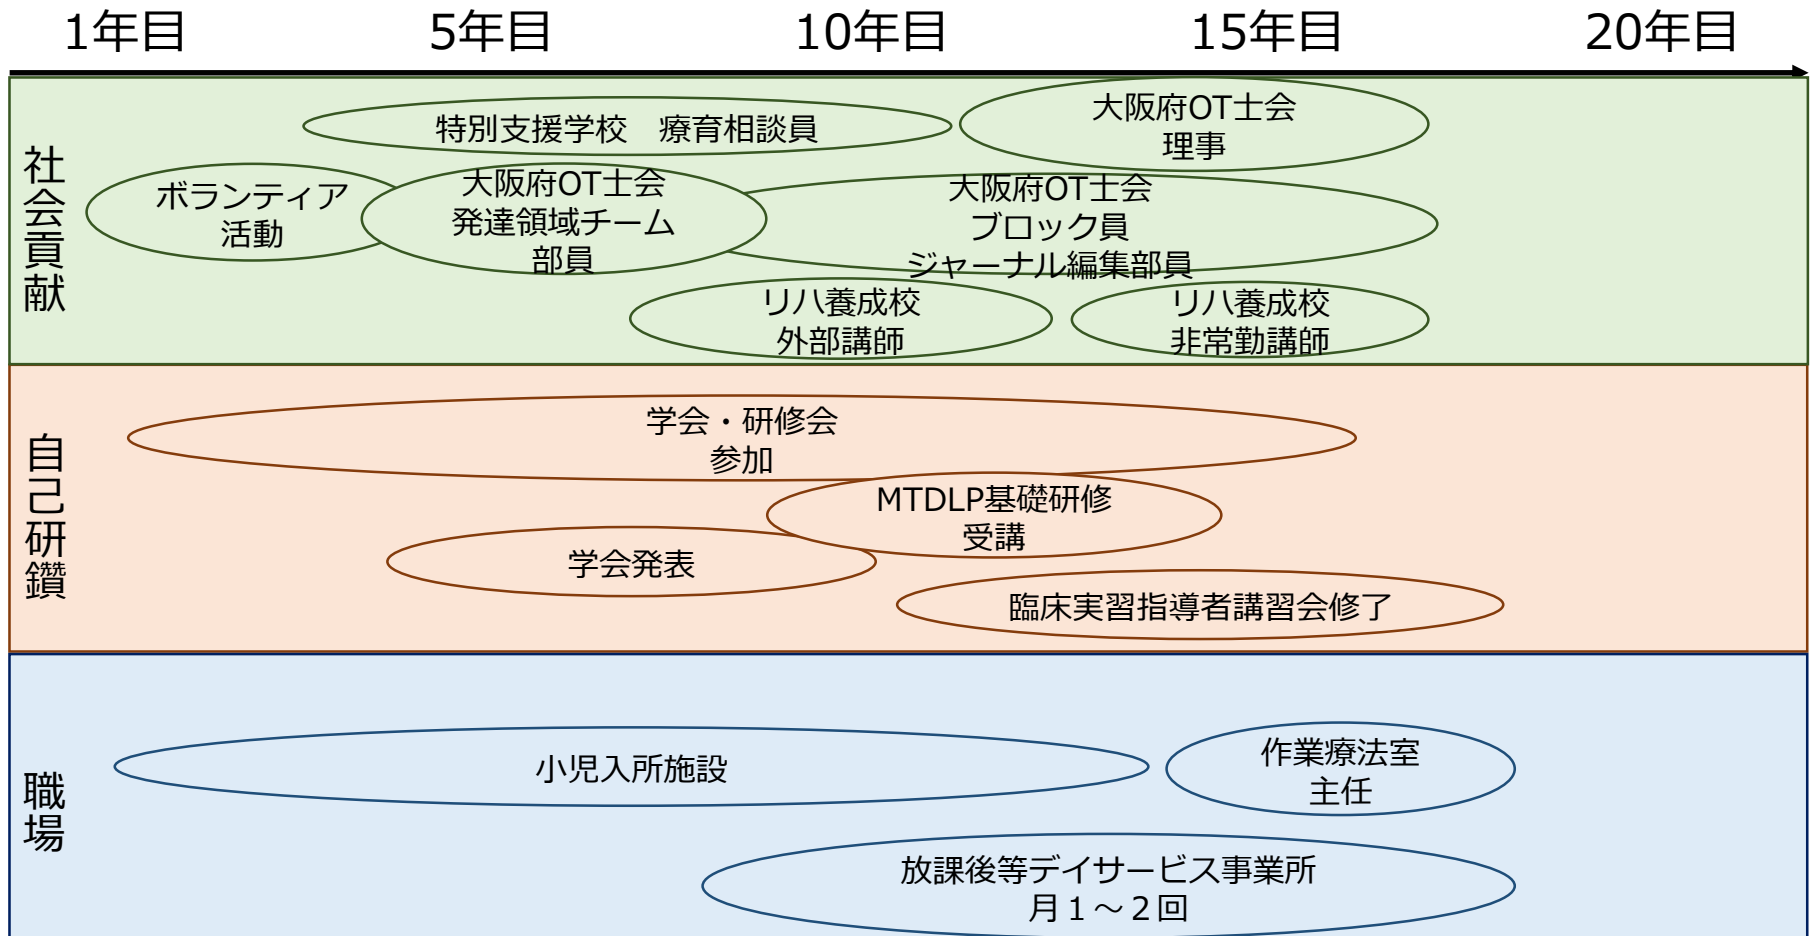 1年目
5年目
10年目
15年目
20年目
社会貢献
特別支援学校　療育相談員
大阪府OT士会
理事
ボランティア
活動
大阪府OT士会
発達領域チーム
部員
大阪府OT士会
ブロック員
ジャーナル編集部員
リハ養成校
外部講師
リハ養成校
非常勤講師
自己研鑽
学会・研修会
参加
MTDLP基礎研修
受講
学会発表
臨床実習指導者講習会修了
職場
小児入所施設
作業療法室
主任
放課後等デイサービス事業所
月１～２回